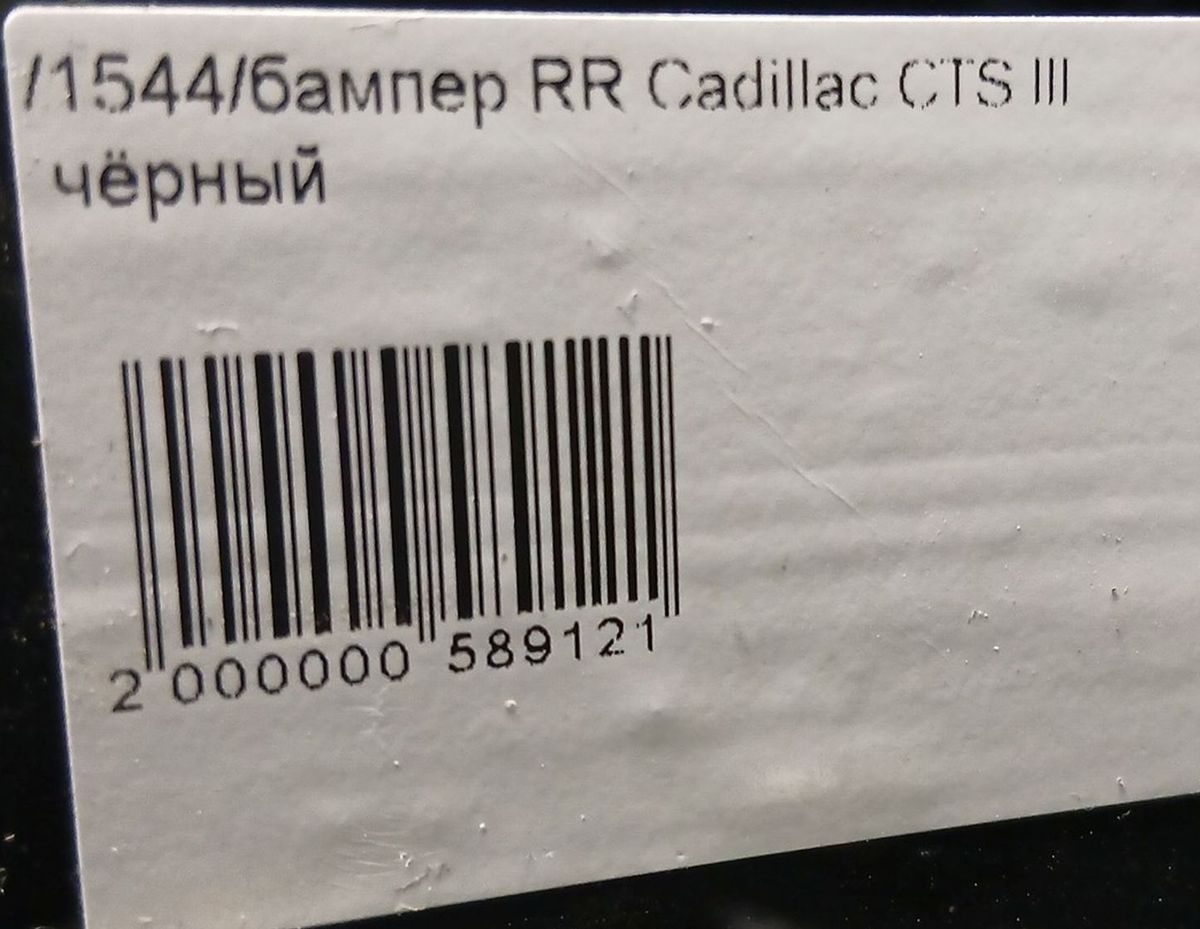 /1544/бампер RR Cadillac CTS III
чёрный
2 000000 589121